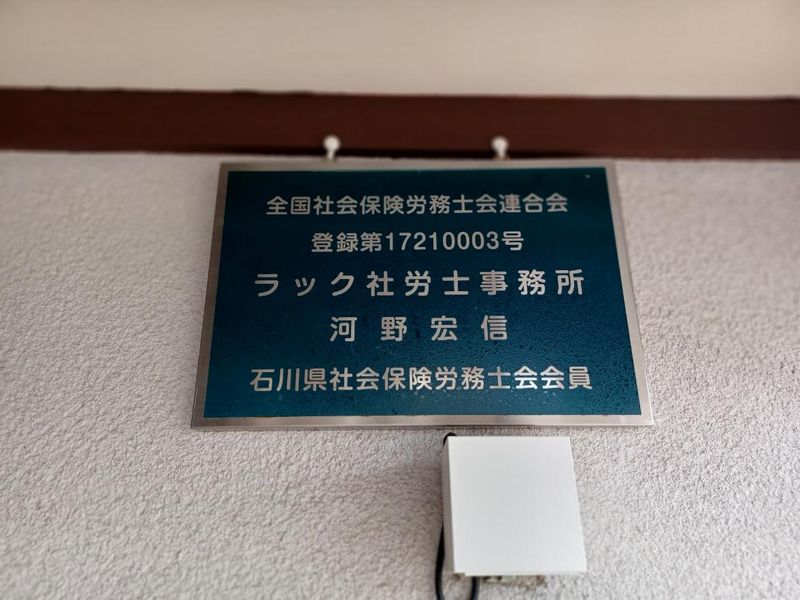 全国社会保険労務士会連合会
登録第17210003号
ラック社労士事務所
河野宏信
石川県社会保険労務士会会員